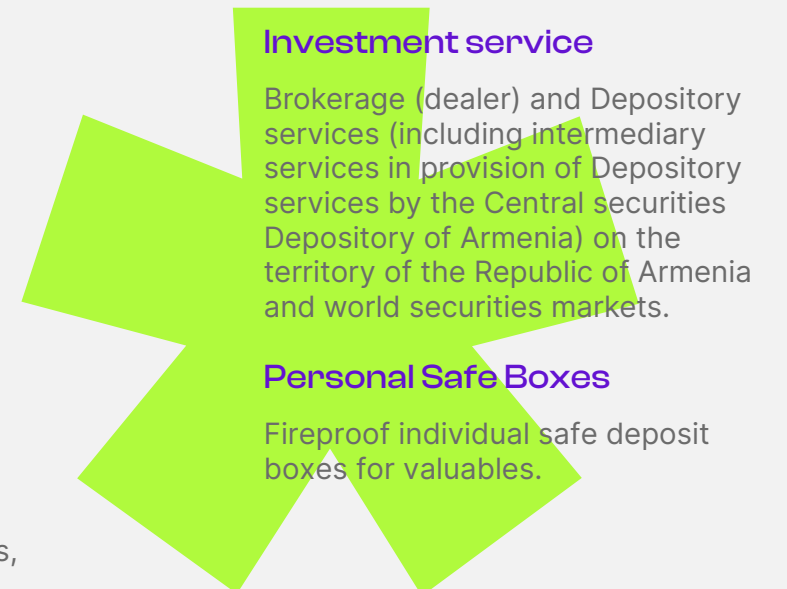 Investment service
Brokerage (dealer) and Depository
services (including intermediary
services in provision of Depository
services by the Central securities
Depository of Armenia) on the
territory of the Republic of Armenia
and world securities markets.
Personal Safe Boxes
Fireproof individual safe deposit
boxes for valuables.
s,